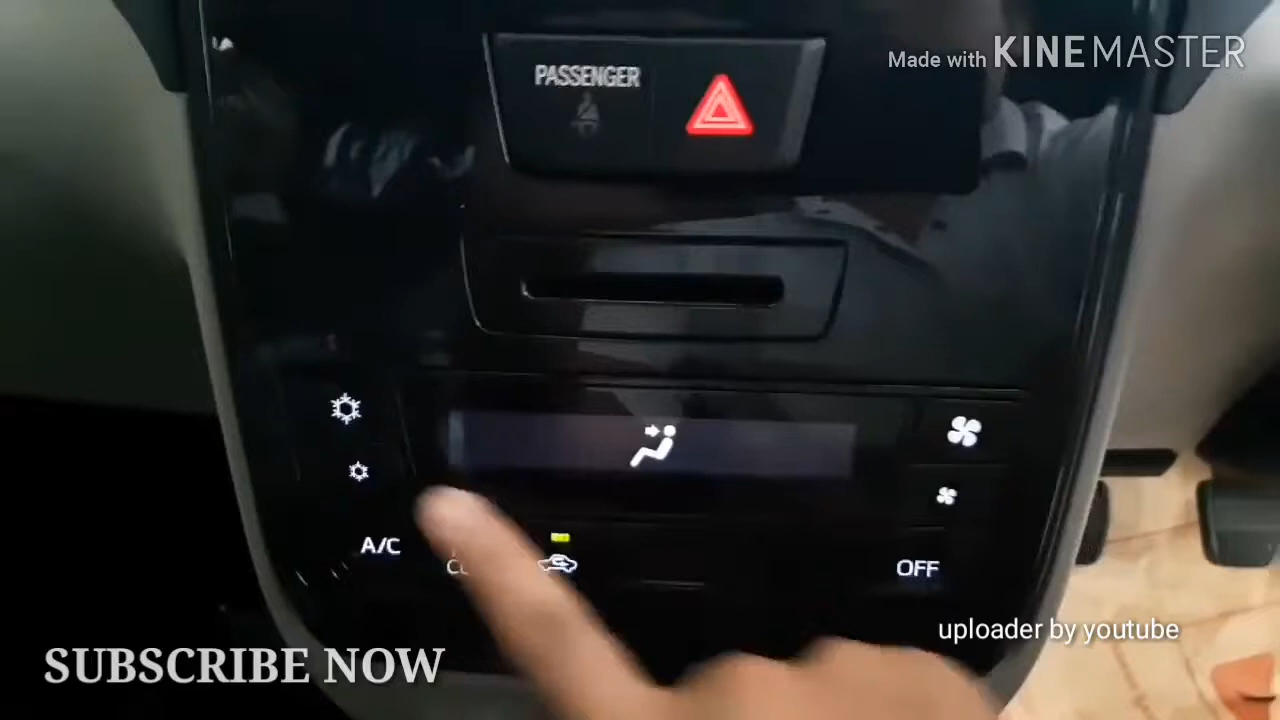 Made with KINEMASTER
PASSENGER
A/C
OFF
uploader by youtube
SUBSCRIBE NOW